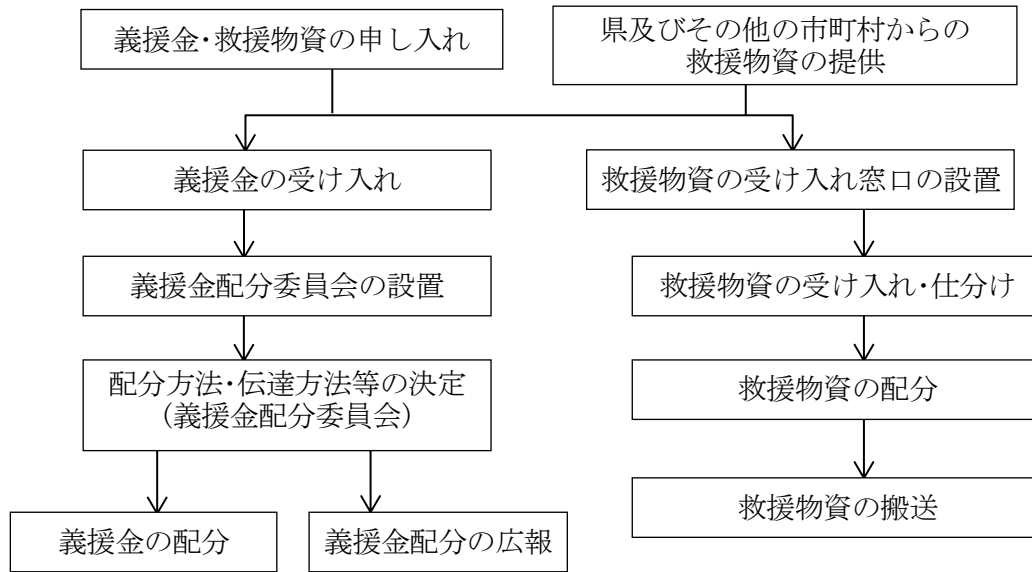 義援金・救援物資の申し入れ
県及びその他の市町村からの
救援物資の提供
義援金の受け入れ
救援物資の受け入れ窓口の設置
義援金配分委員会の設置
救援物資の受け入れ・仕分け
配分方法・伝達方法等の決定
（義援金配分委員会）
救援物資の配分
義援金の配分
義援金配分の広報
救援物資の搬送